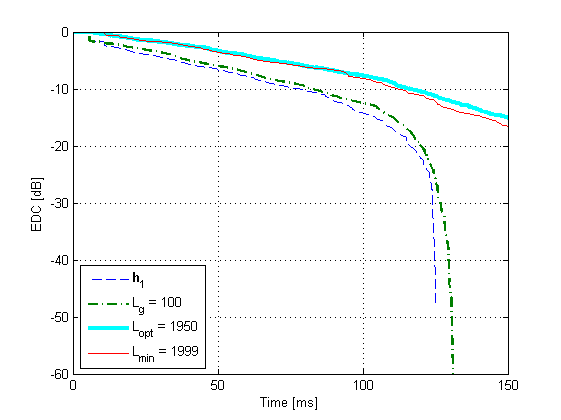 0
-10
-20
-30
-40
-50
-60
EDC [dB]
h1
Lg = 100
Lopt = 1950
Lmin = 1999
0 50 100 150
Time [ms]